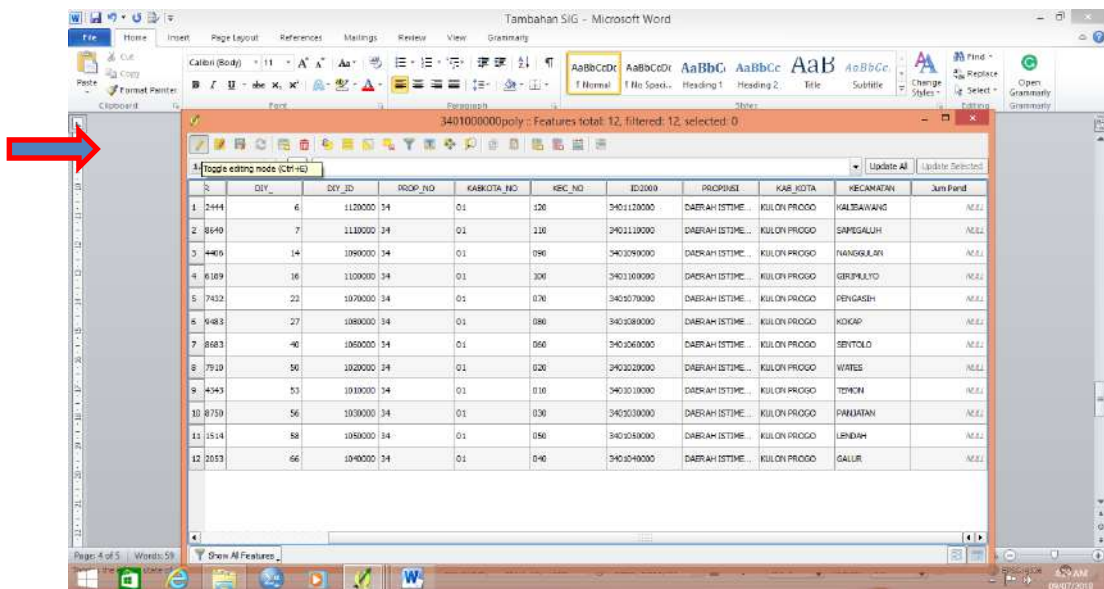 Tambahan SIG - Microsoft Word
File Home Insert Page Layout References Mailings Review View Grammarly
Cut
Copy
Format Painter
Paste
Clipboard
Calibri (Body) 11
Font
Paragraph
AaBbCcDc AaBbCcDc AaBbC AaBbCc AaB AaBbCc.
¶ Normal ¶ No Spaci... Heading 1 Heading 2 Title Subtitle
Change Styles
Styles
Find
Replace
Select
Editing
Open Grammarly
Grammarly
3401000000poly :: Features total: 12, filtered: 12, selected: 0
Toggle editing mode (Ctrl+E)
Update All Update Selected
DIY_ DIY_ID PROP_NO KABKOTA_NO KEC_NO ID2000 PROPINSI KAB_KOTA KECAMATAN Jum Pend
1 2444 6 1120000 34 01 120 3401120000 DAERAH ISTIME... KULON PROGO KALIBAWANG NULL
2 8640 7 1110000 34 01 110 3401110000 DAERAH ISTIME... KULON PROGO SAMIGALUH NULL
3 4406 14 1090000 34 01 090 3401090000 DAERAH ISTIME... KULON PROGO NANGGULAN NULL
4 6189 16 1100000 34 01 100 3401100000 DAERAH ISTIME... KULON PROGO GIRIMULYO NULL
5 7432 22 1070000 34 01 070 3401070000 DAERAH ISTIME... KULON PROGO PENGASIH NULL
6 9483 27 1080000 34 01 080 3401080000 DAERAH ISTIME... KULON PROGO KOKAP NULL
7 8683 40 1060000 34 01 060 3401060000 DAERAH ISTIME... KULON PROGO SENTOLO NULL
8 7910 50 1020000 34 01 020 3401020000 DAERAH ISTIME... KULON PROGO WATES NULL
9 4343 53 1010000 34 01 010 3401010000 DAERAH ISTIME... KULON PROGO TEMON NULL
10 8750 56 1030000 34 01 030 3401030000 DAERAH ISTIME... KULON PROGO PANJATAN NULL
11 1514 58 1050000 34 01 050 3401050000 DAERAH ISTIME... KULON PROGO LENDAH NULL
12 2053 66 1040000 34 01 040 3401040000 DAERAH ISTIME... KULON PROGO GALUR NULL
Show All Features
Page: 4 of 5 Words: 59
6:29 AM
09/07/2018